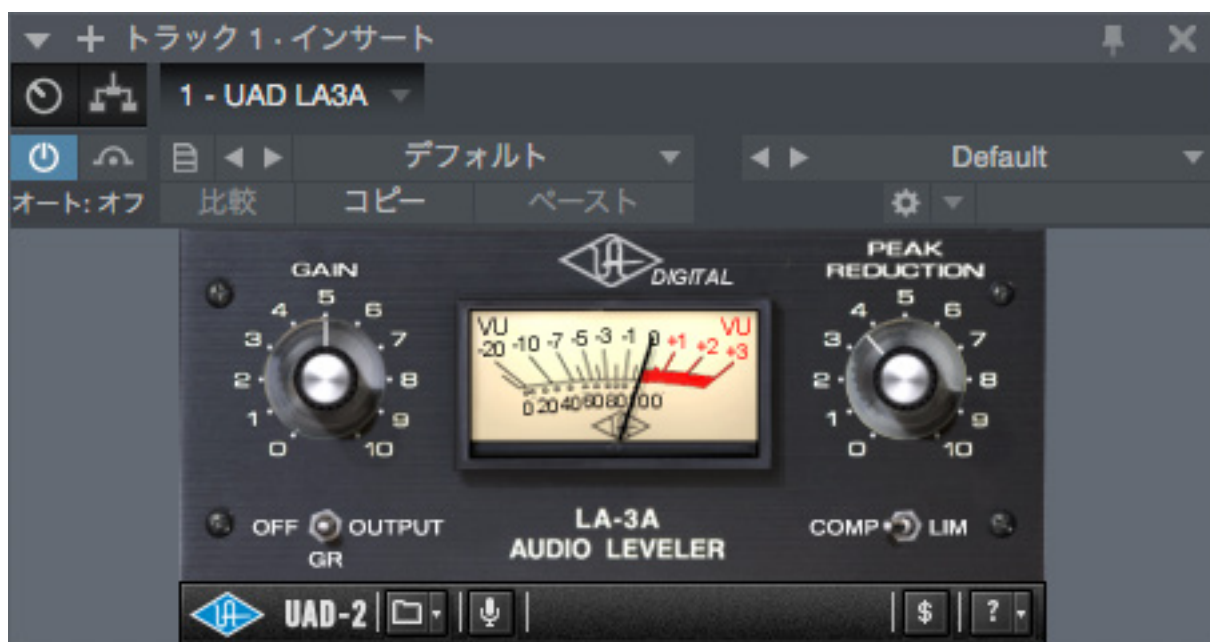 トラック 1 · インサート
1 - UAD LA3A
デフォルト
Default
オート: オフ
比較
コピー
ペースト
GAIN
0 1 2 3 4 5 6 7 8 9 10
DIGITAL
VU VU
-20 -10 -7 -5 -3 -1 0 +1 +2 +3
0 20 40 60 80 100
PEAK
REDUCTION
0 1 2 3 4 5 6 7 8 9 10
OFF OUTPUT
GR
LA-3A
AUDIO LEVELER
COMP LIM
UAD-2
$ ?